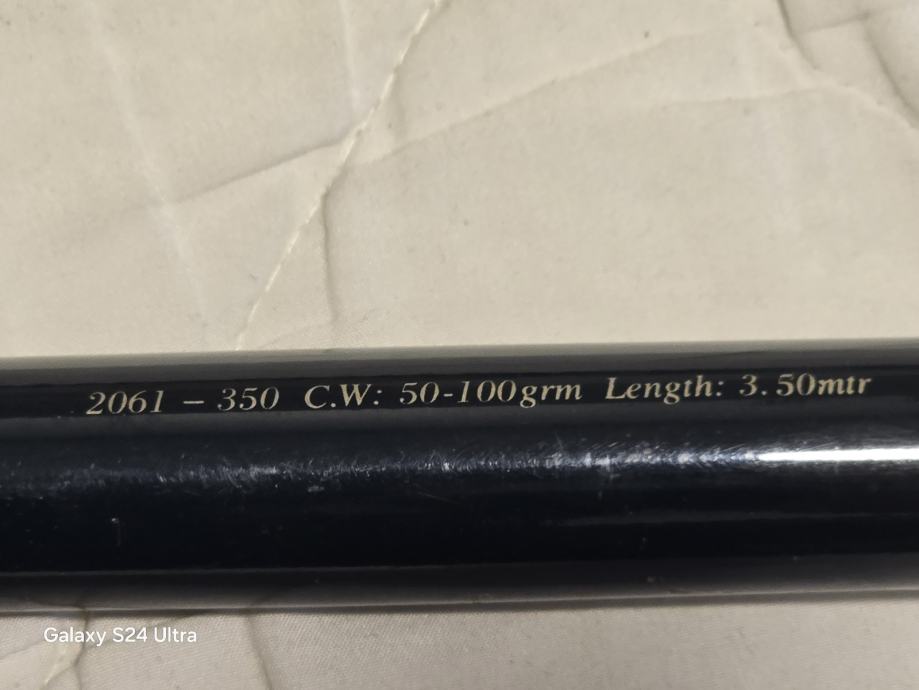 2061 – 350 C.W: 50-100grm Length: 3.50mtr
Galaxy S24 Ultra